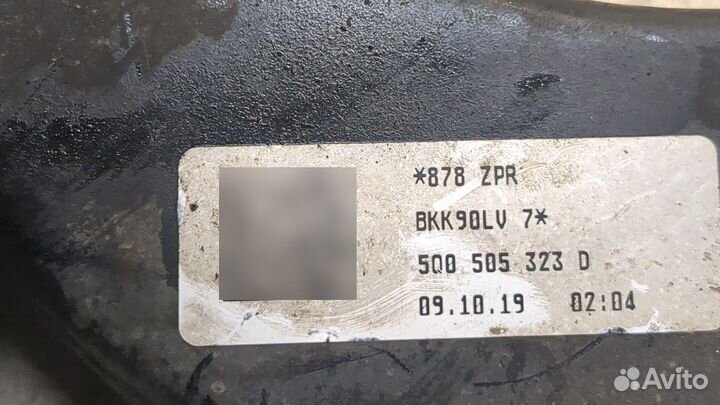 *878 ZPR
BKK90LV 7*
5Q0 505 323 D
09.10.19 02:04
Avito